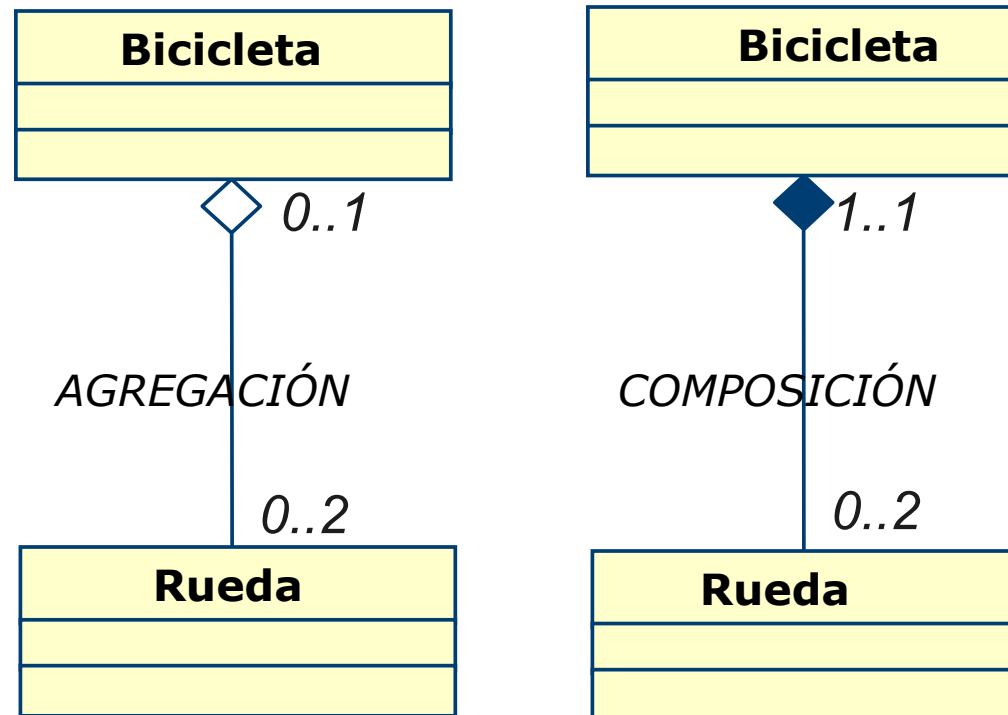 Bicicleta
0..1
AGREGACIÓN
0..2
Rueda
Bicicleta
1..1
COMPOSICIÓN
0..2
Rueda